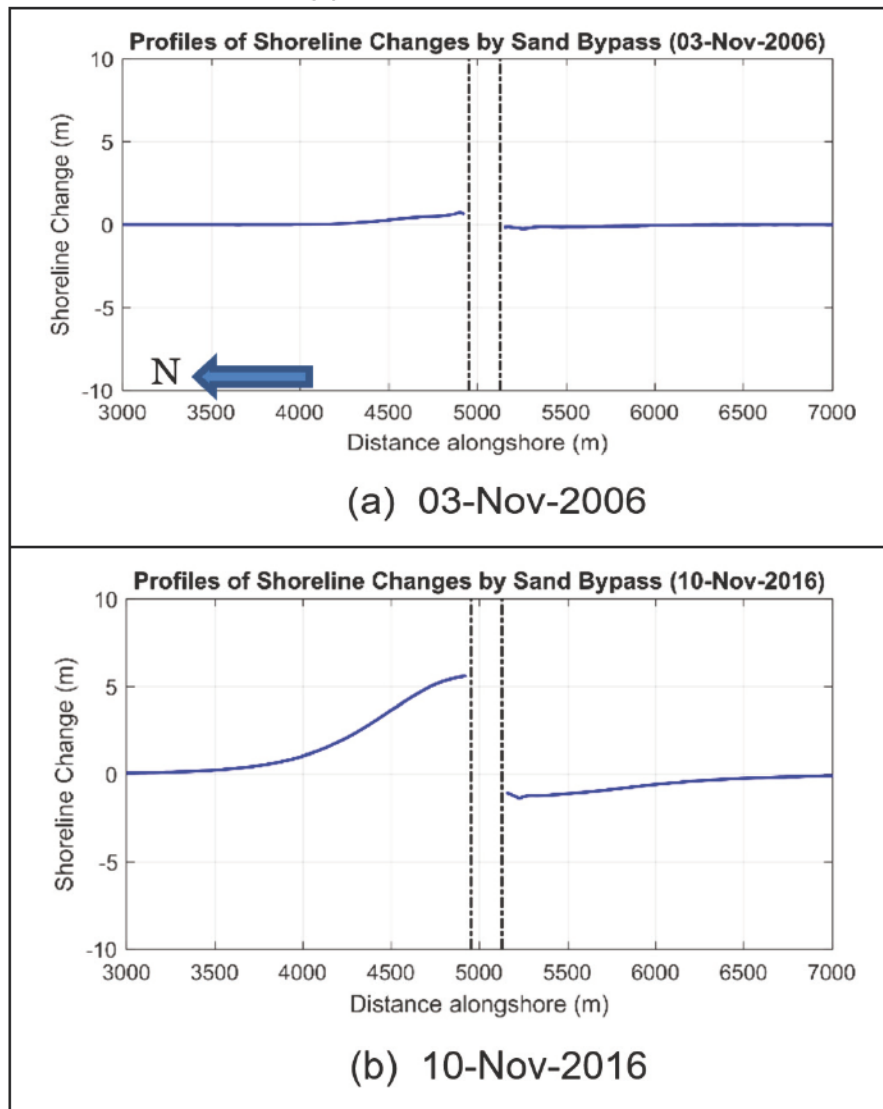 Profiles of Shoreline Changes by Sand Bypass (03-Nov-2006)
10
5
0
-5
-10
Shoreline Change (m)
N
3000 3500 4000 4500 5000 5500 6000 6500 7000
Distance alongshore (m)
(a) 03-Nov-2006
Profiles of Shoreline Changes by Sand Bypass (10-Nov-2016)
10
5
0
-5
-10
Shoreline Change (m)
3000 3500 4000 4500 5000 5500 6000 6500 7000
Distance alongshore (m)
(b) 10-Nov-2016